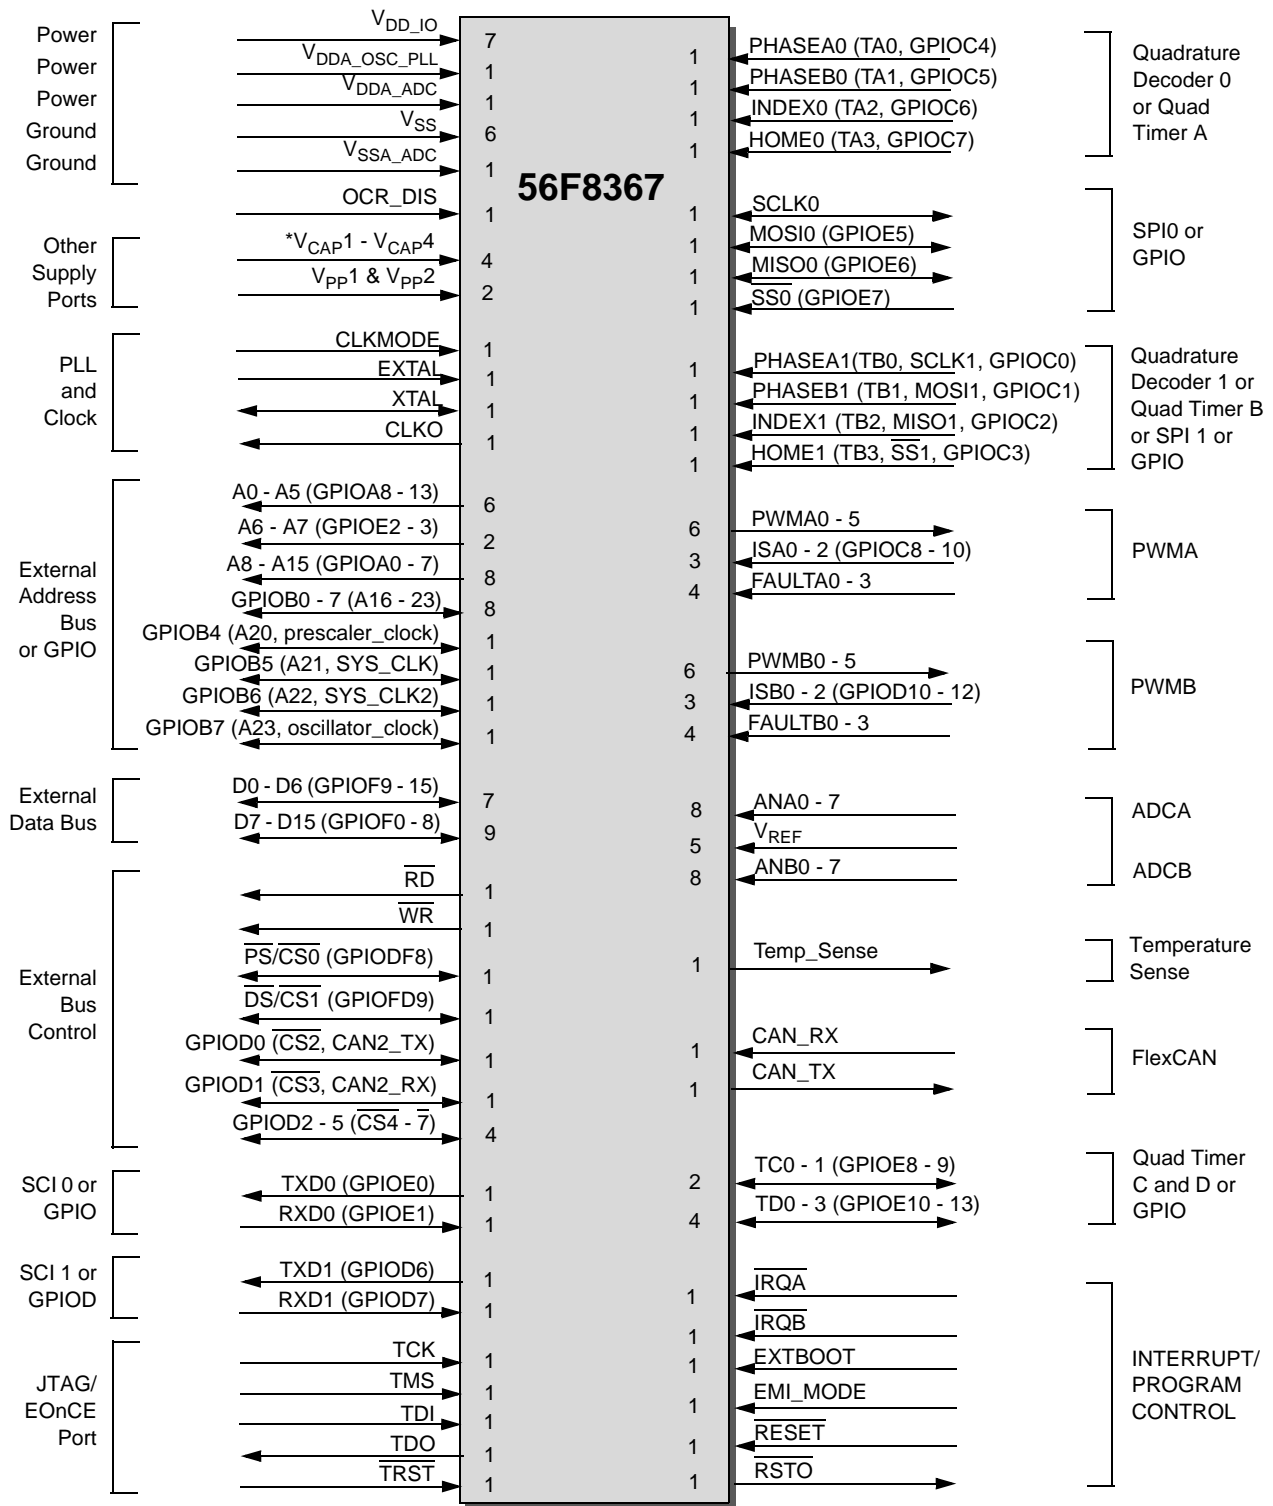 56F8367
Power
Power
Power
Ground
Ground
VDD_IO
7
VDDA_OSC_PLL
1
VDDA_ADC
1
VSS
6
VSSA_ADC
1
OCR_DIS
1
Other
Supply
Ports
*VCAP1 - VCAP4
4
VPP1 & VPP2
2
PLL
and
Clock
CLKMODE
1
EXTAL
1
XTAL
1
CLKO
1
External
Address
Bus
or GPIO
A0 - A5 (GPIOA8 - 13)
6
A6 - A7 (GPIOE2 - 3)
2
A8 - A15 (GPIOA0 - 7)
8
GPIOB0 - 7 (A16 - 23)
8
GPIOB4 (A20, prescaler_clock)
1
GPIOB5 (A21, SYS_CLK)
1
GPIOB6 (A22, SYS_CLK2)
1
GPIOB7 (A23, oscillator_clock)
1
External
Data Bus
D0 - D6 (GPIOF9 - 15)
7
D7 - D15 (GPIOF0 - 8)
9
External
Bus
Control
RD
1
WR
1
PS/CS0 (GPIODF8)
1
DS/CS1 (GPIOFD9)
1
GPIOD0 (CS2, CAN2_TX)
1
GPIOD1 (CS3, CAN2_RX)
1
GPIOD2 - 5 (CS4 - 7)
4
SCI 0 or
GPIO
TXD0 (GPIOE0)
1
RXD0 (GPIOE1)
1
SCI 1 or
GPIOD
TXD1 (GPIOD6)
1
RXD1 (GPIOD7)
1
JTAG/
EOnCE
Port
TCK
1
TMS
1
TDI
1
TDO
1
TRST
1
1
PHASEA0 (TA0, GPIOC4)
1
PHASEB0 (TA1, GPIOC5)
1
INDEX0 (TA2, GPIOC6)
1
HOME0 (TA3, GPIOC7)
Quadrature
Decoder 0
or Quad
Timer A
1
SCLK0
1
MOSI0 (GPIOE5)
1
MISO0 (GPIOE6)
1
SS0 (GPIOE7)
SPI0 or
GPIO
1
PHASEA1(TB0, SCLK1, GPIOC0)
1
PHASEB1 (TB1, MOSI1, GPIOC1)
1
INDEX1 (TB2, MISO1, GPIOC2)
1
HOME1 (TB3, SS1, GPIOC3)
Quadrature
Decoder 1 or
Quad Timer B
or SPI 1 or
GPIO
6
PWMA0 - 5
3
ISA0 - 2 (GPIOC8 - 10)
4
FAULTA0 - 3
PWMA
6
PWMB0 - 5
3
ISB0 - 2 (GPIOD10 - 12)
4
FAULTB0 - 3
PWMB
8
ANA0 - 7
5
VREF
8
ANB0 - 7
ADCA
ADCB
1
Temp_Sense
Temperature
Sense
1
CAN_RX
1
CAN_TX
FlexCAN
2
TC0 - 1 (GPIOE8 - 9)
4
TD0 - 3 (GPIOE10 - 13)
Quad Timer
C and D or
GPIO
1
IRQA
1
IRQB
1
EXTBOOT
1
EMI_MODE
1
RESET
1
RSTO
INTERRUPT/
PROGRAM
CONTROL